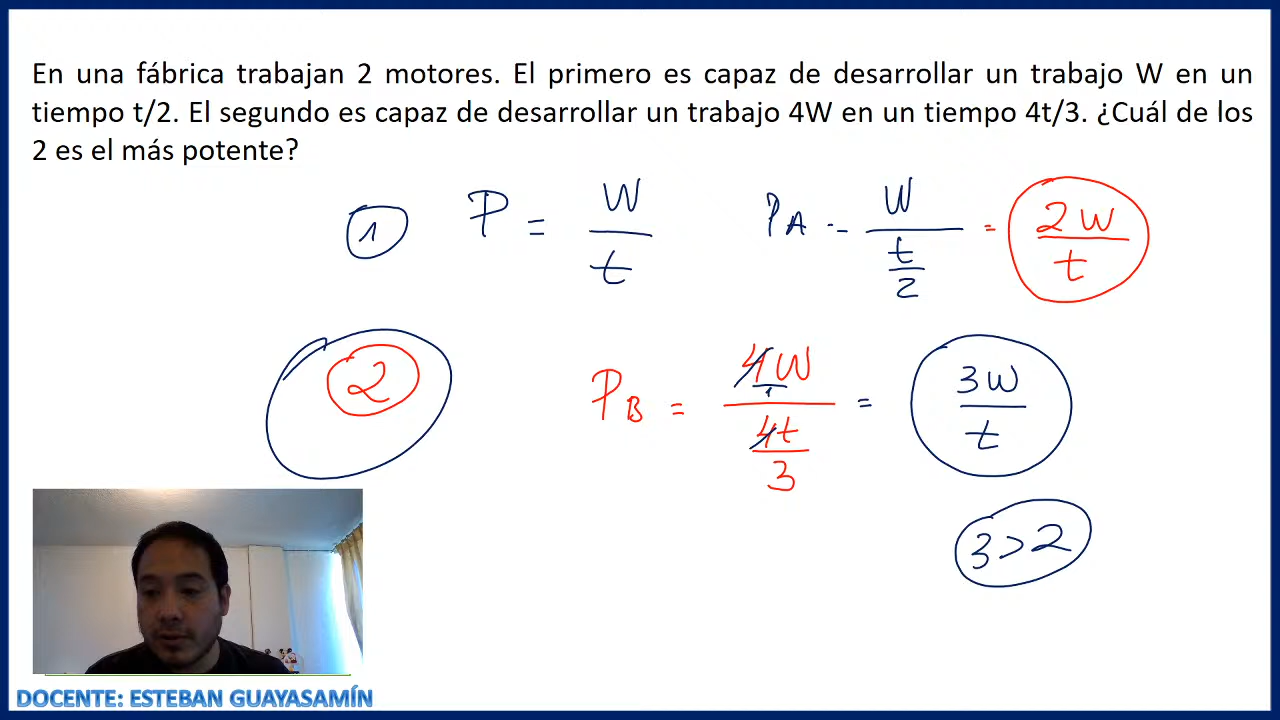 En una fábrica trabajan 2 motores. El primero es capaz de desarrollar un trabajo W en un
tiempo t/2. El segundo es capaz de desarrollar un trabajo 4W en un tiempo 4t/3. ¿Cuál de los
2 es el más potente?
1 P = W/t PA = W/(t/2) = 2W/t
2 PB = 4W/(4t/3) = 3W/t
3>2
DOCENTE: ESTEBAN GUAYASAMÍN